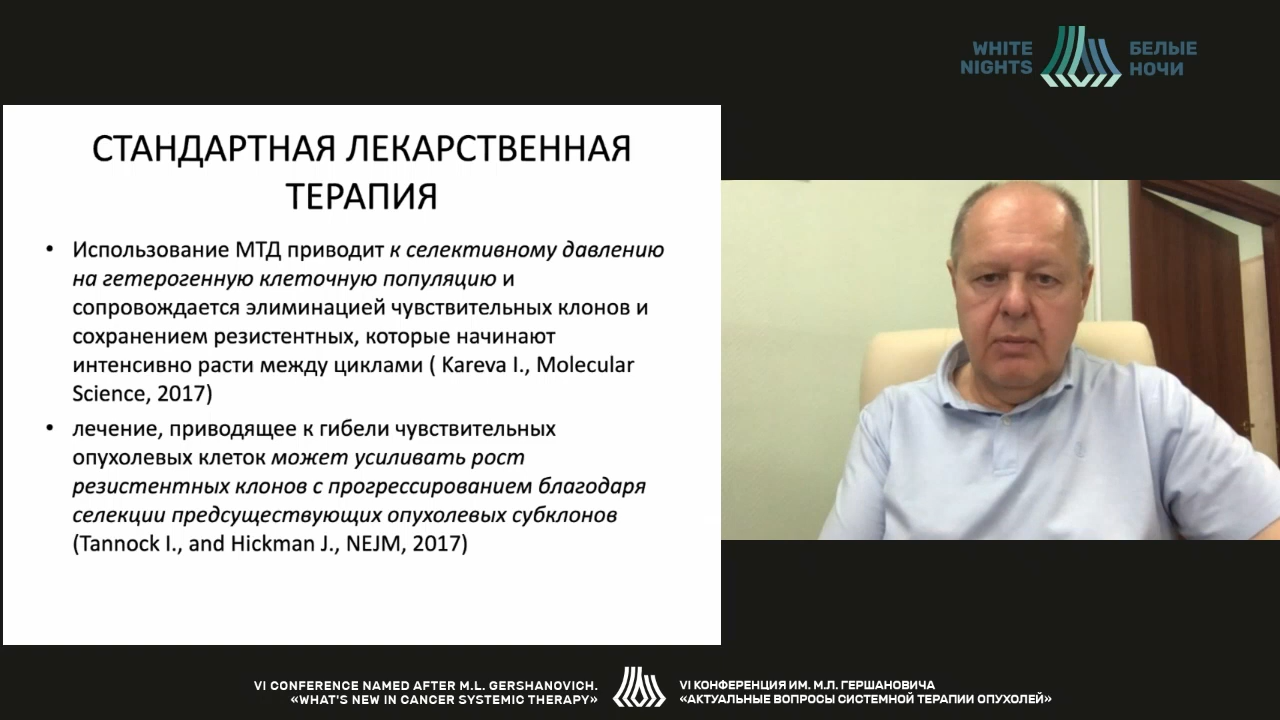 WHITE
NIGHTS
БЕЛЫЕ
НОЧИ
СТАНДАРТНАЯ ЛЕКАРСТВЕННАЯ
ТЕРАПИЯ
• Использование МТД приводит к селективному давлению
на гетерогенную клеточную популяцию и
сопровождается элиминацией чувствительных клонов и
сохранением резистентных, которые начинают
интенсивно расти между циклами ( Kareva I., Molecular
Science, 2017)
• лечение, приводящее к гибели чувствительных
опухолевых клеток может усиливать рост
резистентных клонов с прогрессированием благодаря
селекции предсуществующих опухолевых субклонов
(Tannock I., and Hickman J., NEJM, 2017)
VI CONFERENCE NAMED AFTER M.L. GERSHANOVICH.
«WHAT'S NEW IN CANCER SYSTEMIC THERAPY»
VI КОНФЕРЕНЦИЯ ИМ. М.Л. ГЕРШАНОВИЧА
«АКТУАЛЬНЫЕ ВОПРОСЫ СИСТЕМНОЙ ТЕРАПИИ ОПУХОЛЕЙ»